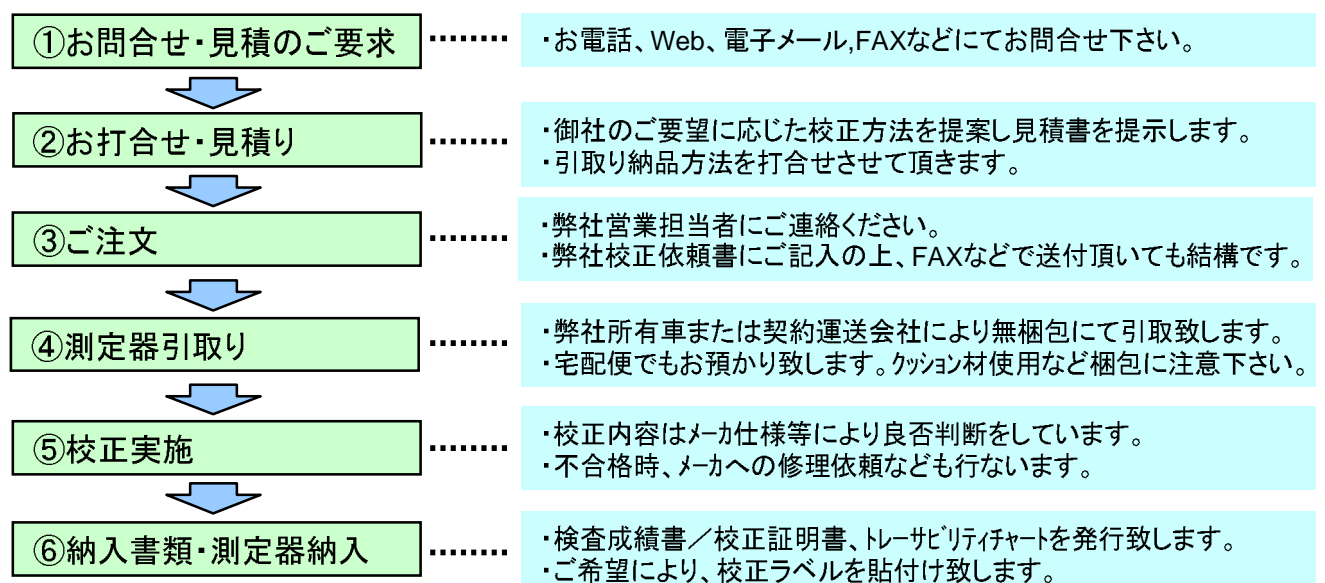 ①お問合せ・見積のご要求 ・・・・・・・・ ・お電話、Web、電子メール,FAXなどにてお問合せ下さい。
②お打合せ・見積り ・・・・・・・・ ・御社のご要望に応じた校正方法を提案し見積書を提示します。
・引取り納品方法を打合せさせて頂きます。
③ご注文 ・・・・・・・・ ・弊社営業担当者にご連絡ください。
・弊社校正依頼書にご記入の上、FAXなどで送付頂いても結構です。
④測定器引取り ・・・・・・・・ ・弊社所有車または契約運送会社により無梱包にて引取致します。
・宅配便でもお預かり致します。ｸｯｼｮﾝ材使用など梱包に注意下さい。
⑤校正実施 ・・・・・・・・ ・校正内容はﾒｰｶ仕様等により良否判断をしています。
・不合格時、ﾒｰｶへの修理依頼なども行ないます。
⑥納入書類・測定器納入 ・・・・・・・・ ・検査成績書／校正証明書、ﾄﾚｰｻﾋﾞﾘﾃｨﾁｬｰﾄを発行致します。
・ご希望により、校正ラベルを貼付け致します。